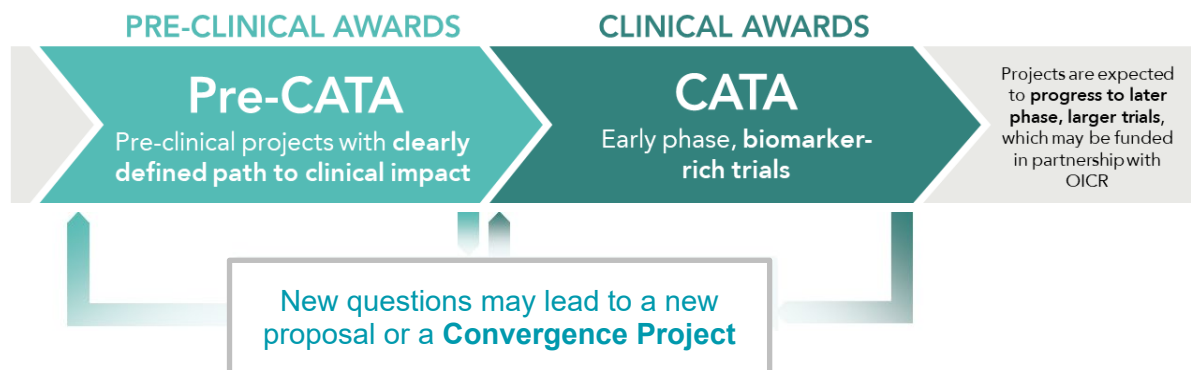 PRE-CLINICAL AWARDS
CLINICAL AWARDS
Pre-CATA
Pre-clinical projects with clearly
defined path to clinical impact
CATA
Early phase, biomarker-
rich trials
Projects are expected
to progress to later
phase, larger trials,
which may be funded
in partnership with
OICR
New questions may lead to a new
proposal or a Convergence Project